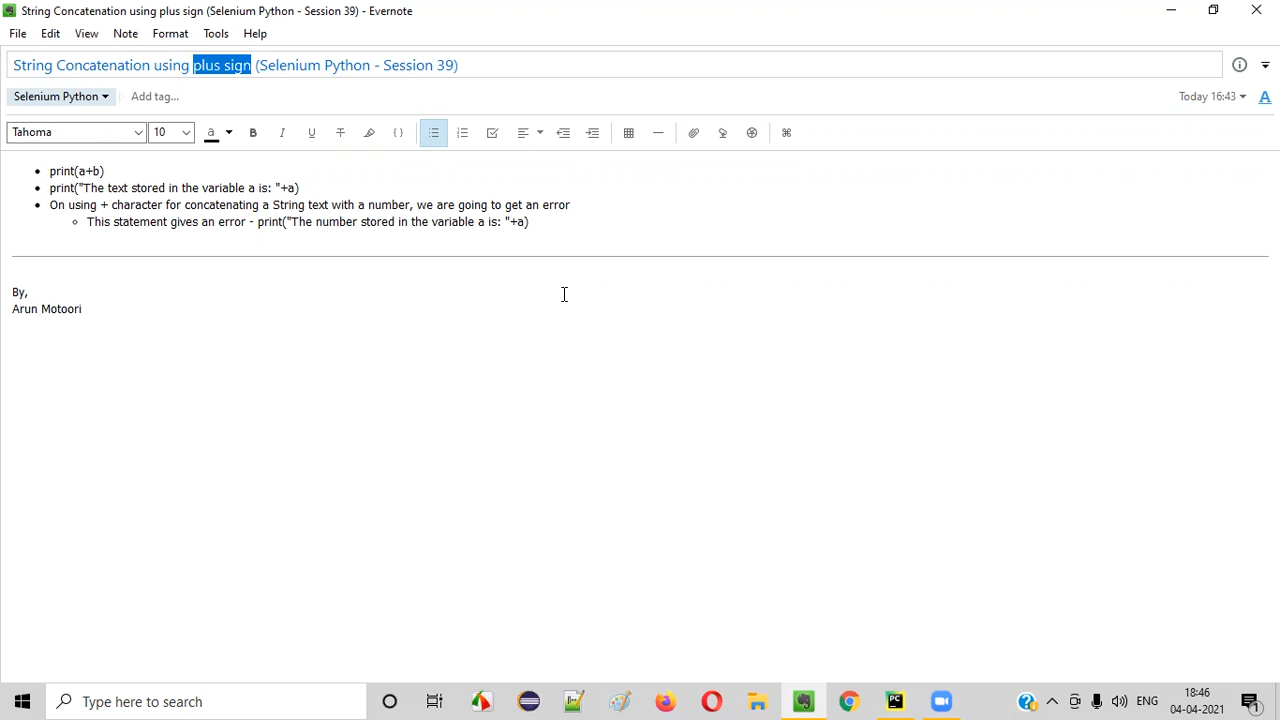 String Concatenation using plus sign (Selenium Python - Session 39) - Evernote
File Edit View Note Format Tools Help
String Concatenation using plus sign (Selenium Python - Session 39)
Selenium Python Add tag... Today 16:43
Tahoma 10
print(a+b)
print("The text stored in the variable a is: "+a)
On using + character for concatenating a String text with a number, we are going to get an error
This statement gives an error - print("The number stored in the variable a is: "+a)
By,
Arun Motoori
Type here to search
ENG
18:46
04-04-2021